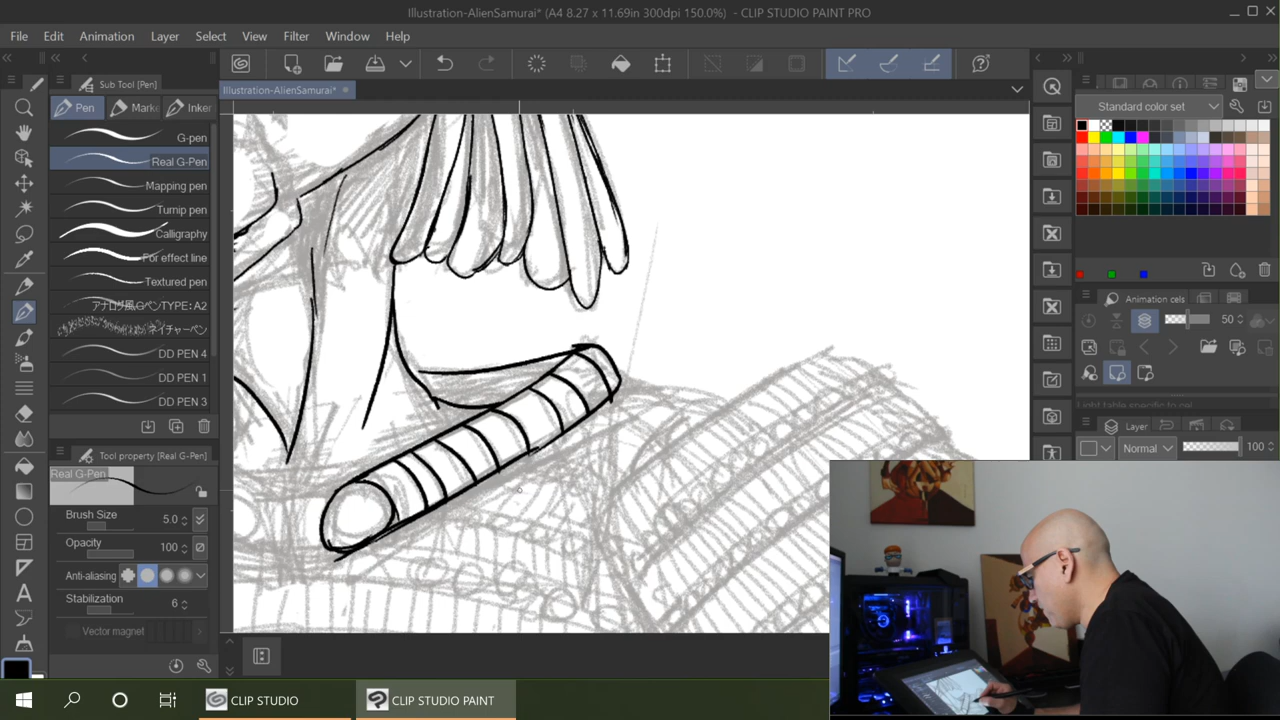 Illustration-AlienSamurai* (A4 8.27 x 11.69in 300dpi 150.0%) - CLIP STUDIO PAINT PRO
File Edit Animation Layer Select View Filter Window Help
Sub Tool [Pen]
Illustration-AlienSamurai*
Pen Marke Inker
Standard color set
G-pen
Real G-Pen
Mapping pen
Turnip pen
Calligraphy
For effect line
Textured pen
アナログ風GペンTYPE: A2
ネイチャーペン
DD PEN 4
DD PEN 1
DD PEN 3
Animation cels
50
Light table specific to cel
Layer
Normal 100
Tool property [Real G-Pen]
Real G-Pen
Brush Size 5.0
Opacity 100
Anti-aliasing
Stabilization 6
Vector magnet
CLIP STUDIO CLIP STUDIO PAINT